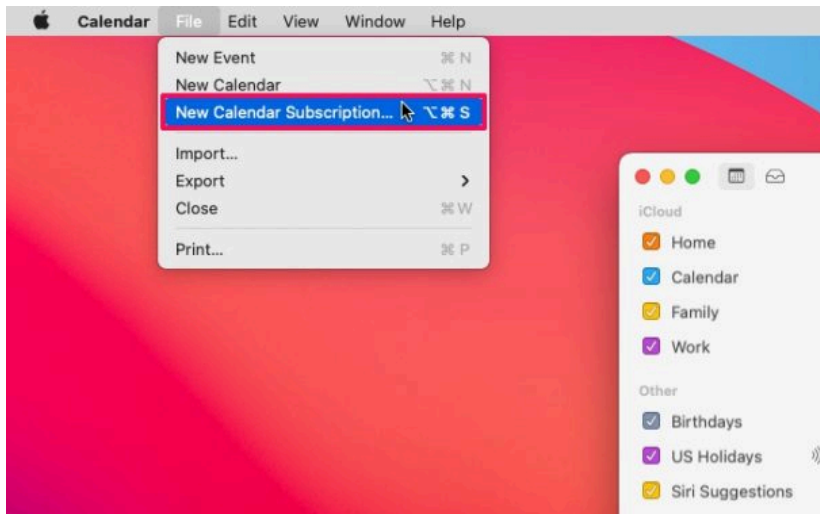 Calendar File Edit View Window Help
New Event ⌘ N
New Calendar ⌥ ⌘ N
New Calendar Subscription... ⌥ ⌘ S
Import...
Export
Close ⌘ W
Print... ⌘ P
iCloud
Home
Calendar
Family
Work
Other
Birthdays
US Holidays
Siri Suggestions